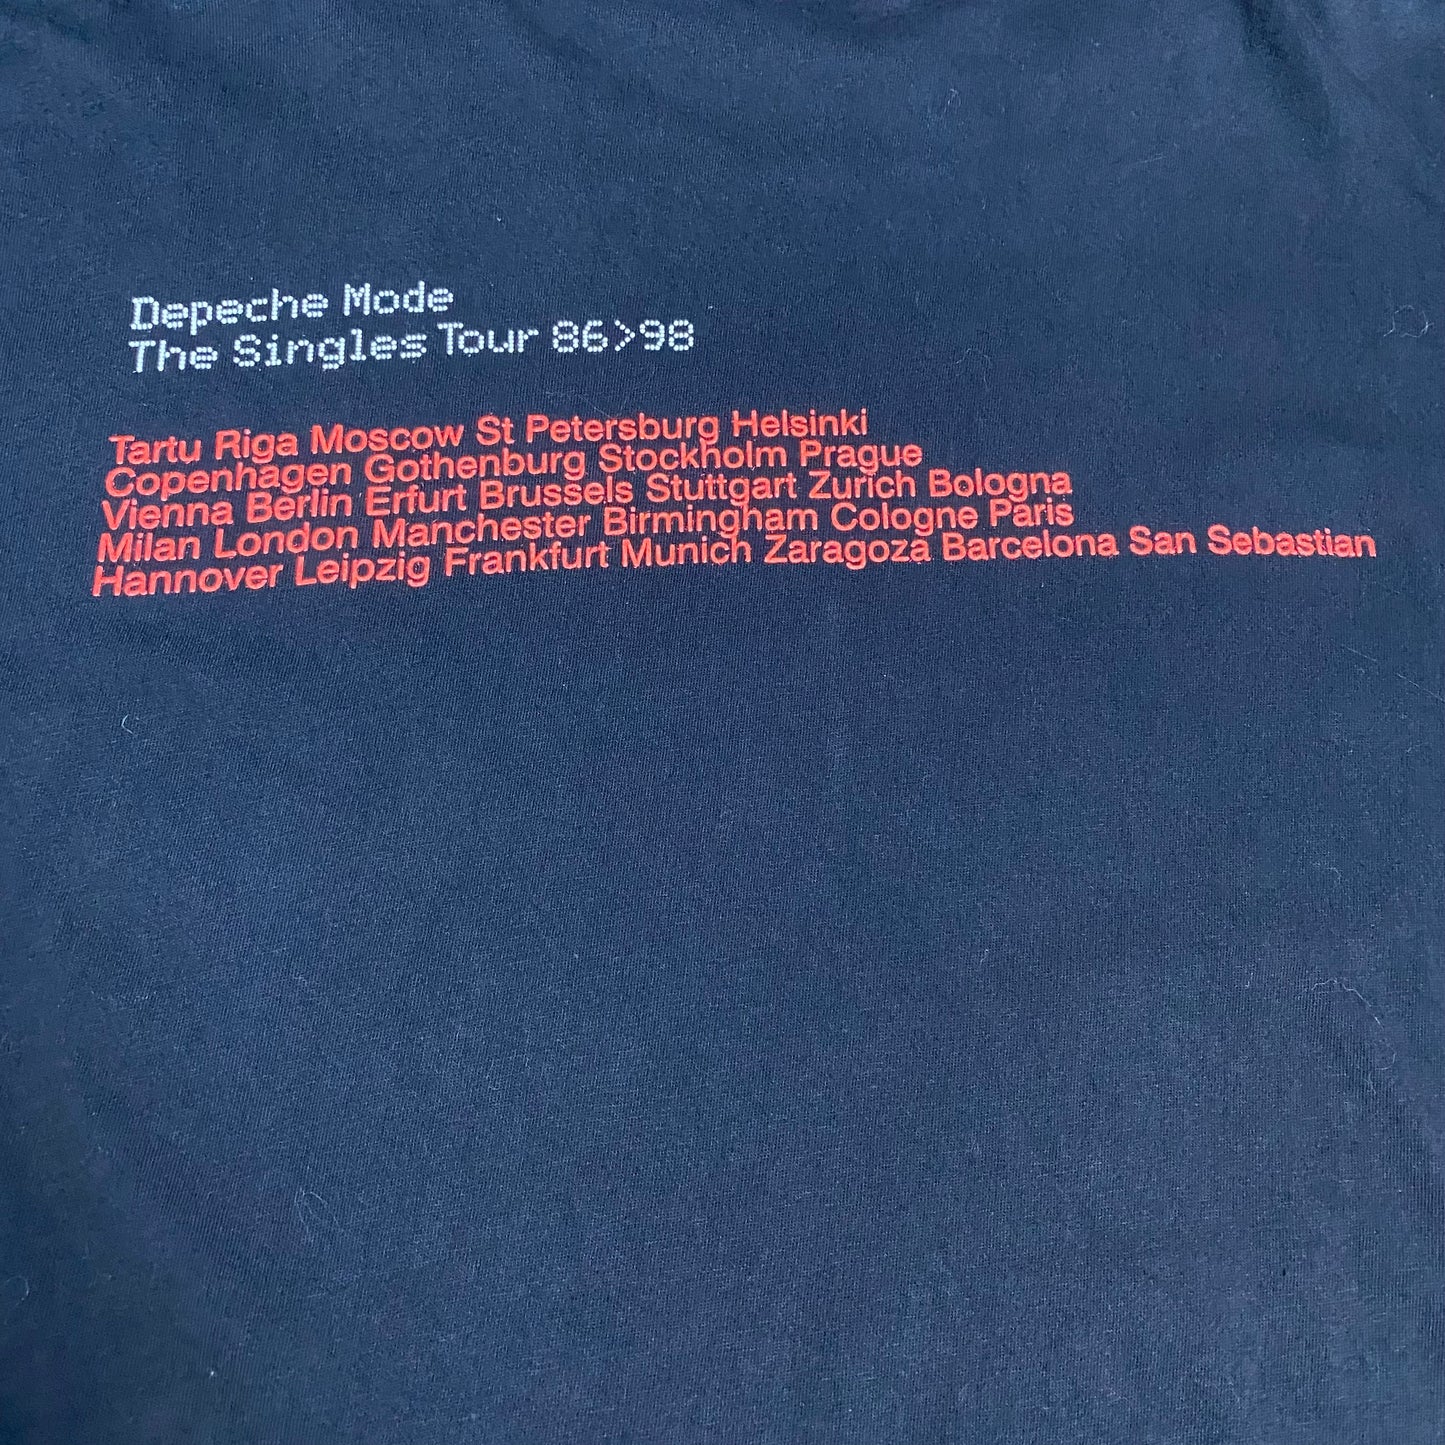 Depeche Mode
The Singles Tour 86>98
Tartu Riga Moscow St Petersburg Helsinki
Copenhagen Gothenburg Stockholm Prague
Vienna Berlin Erfurt Brussels Stuttgart Zurich Bologna
Milan London Manchester Birmingham Cologne Paris
Hannover Leipzig Frankfurt Munich Zaragoza Barcelona San Sebastian